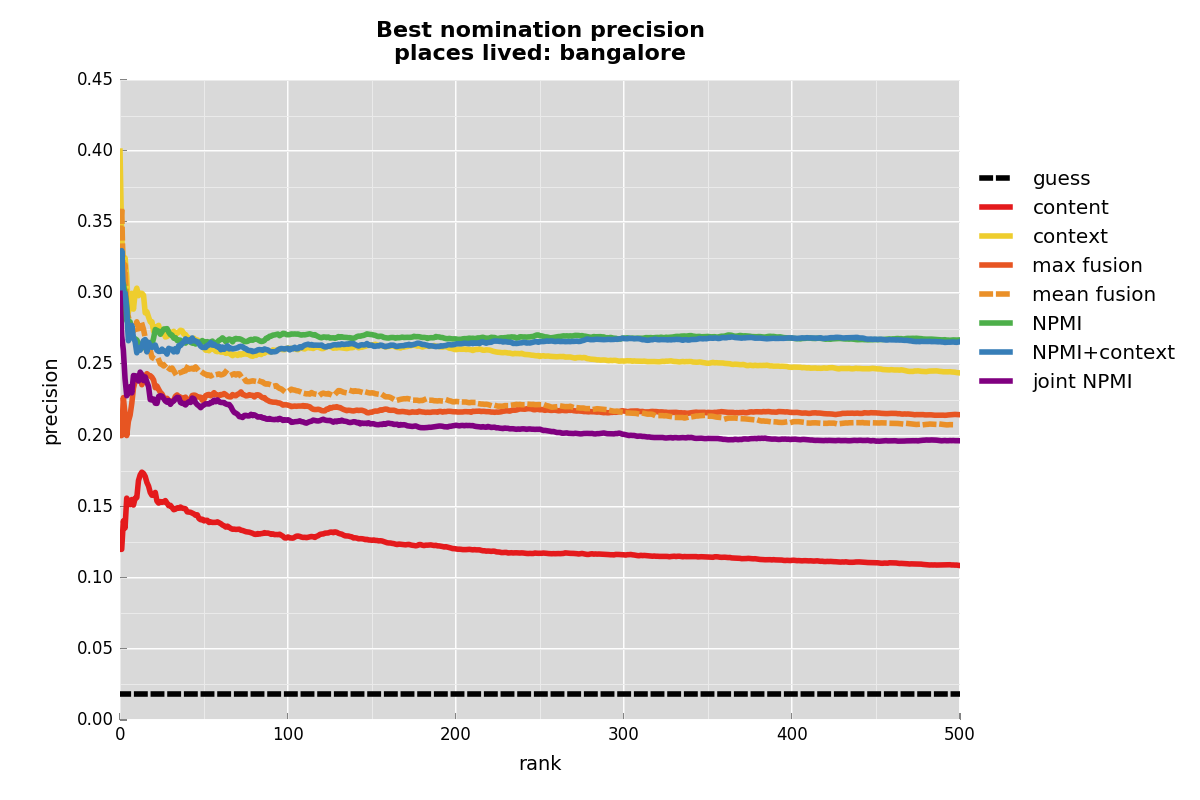 Best nomination precision
places lived: bangalore
precision
0.45
0.40
0.35
0.30
0.25
0.20
0.15
0.10
0.05
0.00
0
100
200
300
400
500
rank
guess
content
context
max fusion
mean fusion
NPMI
NPMI+context
joint NPMI